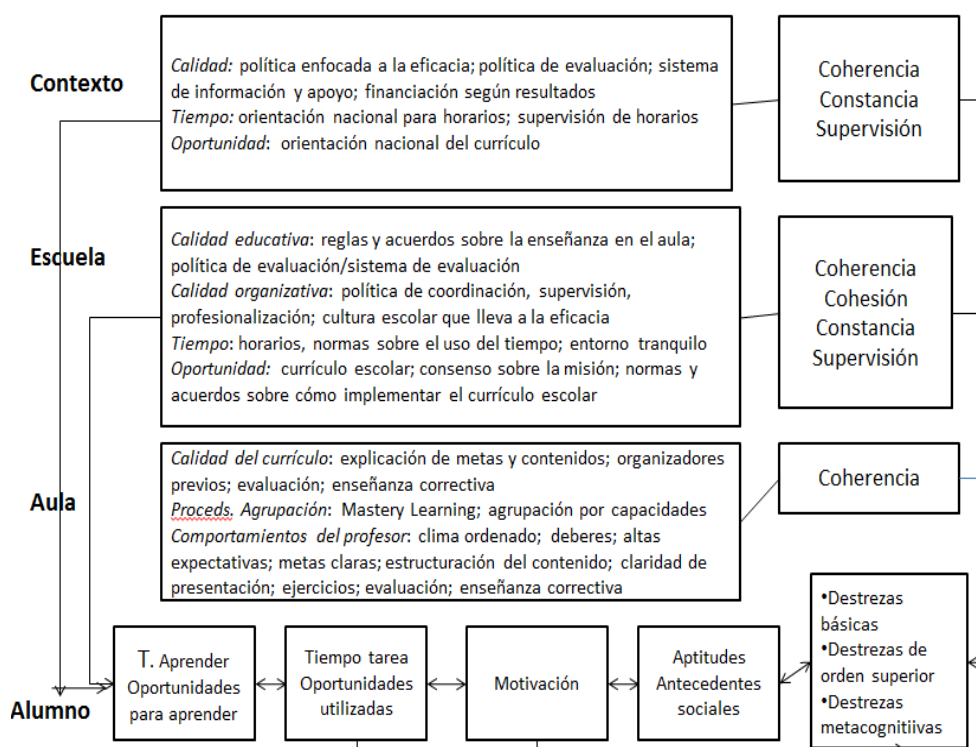 Contexto
Calidad: política enfocada a la eficacia; política de evaluación; sistema
de información y apoyo; financiación según resultados
Tiempo: orientación nacional para horarios; supervisión de horarios
Oportunidad: orientación nacional del currículo
Coherencia
Constancia
Supervisión
Escuela
Calidad educativa: reglas y acuerdos sobre la enseñanza en el aula;
política de evaluación/sistema de evaluación
Calidad organizativa: política de coordinación, supervisión,
profesionalización; cultura escolar que lleva a la eficacia
Tiempo: horarios, normas sobre el uso del tiempo; entorno tranquilo
Oportunidad: currículo escolar; consenso sobre la misión; normas y
acuerdos sobre cómo implementar el currículo escolar
Coherencia
Cohesión
Constancia
Supervisión
Aula
Calidad del currículo: explicación de metas y contenidos; organizadores
previos; evaluación; enseñanza correctiva
Proceds. Agrupación: Mastery Learning; agrupación por capacidades
Comportamientos del profesor: clima ordenado; deberes; altas
expectativas; metas claras; estructuración del contenido; claridad de
presentación; ejercicios; evaluación; enseñanza correctiva
Coherencia
Alumno
T. Aprender
Oportunidades
para aprender
Tiempo tarea
Oportunidades
utilizadas
Motivación
Aptitudes
Antecedentes
sociales
•Destrezas
básicas
•Destrezas de
orden superior
•Destrezas
metacognitiivas